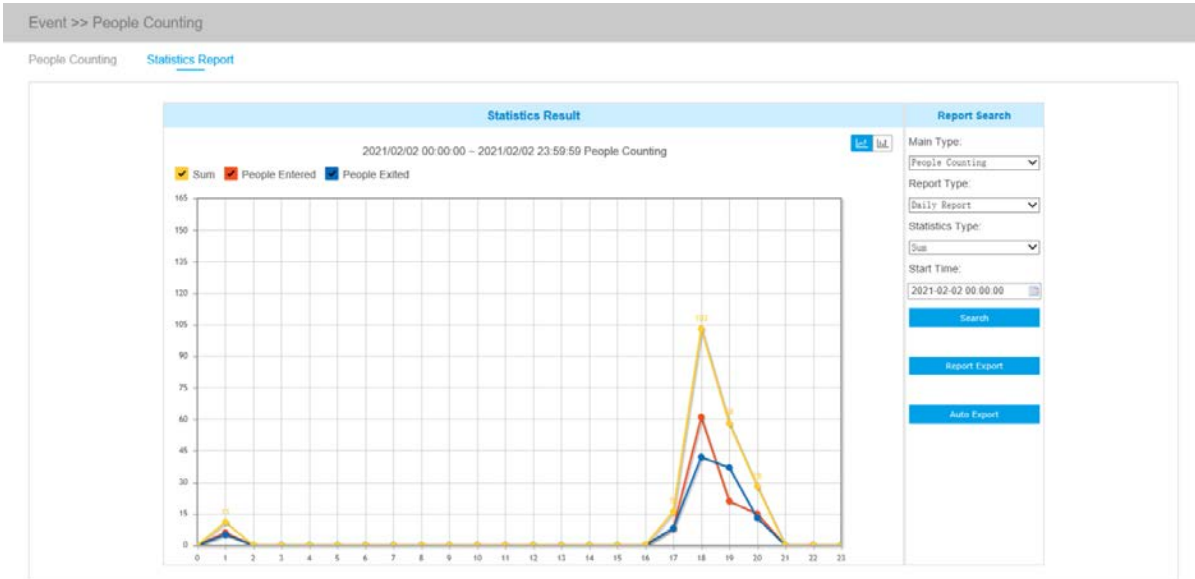 Event >> People Counting
People Counting Statistics Report
Statistics Result
2021/02/02 00:00:00 ~ 2021/02/02 23:59:59 People Counting
Sum People Entered People Exited
165
150
135
120
105
90
75
60
45
30
15
0
0 1 2 3 4 5 6 7 8 9 10 11 12 13 14 15 16 17 18 19 20 21 22 23
Report Search
Main Type:
People Counting
Report Type:
Daily Report
Statistics Type:
Sum
Start Time:
2021-02-02 00:00:00
Search
Report Export
Auto Export